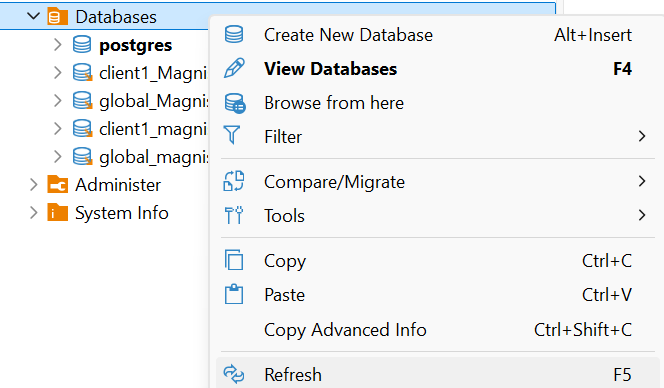 Databases
postgres
client1_Magni
global_Magnis
client1_magni
global_magnis
Administer
System Info
Create New Database Alt+Insert
View Databases F4
Browse from here
Filter
Compare/Migrate
Tools
Copy Ctrl+C
Paste Ctrl+V
Copy Advanced Info Ctrl+Shift+C
Refresh F5